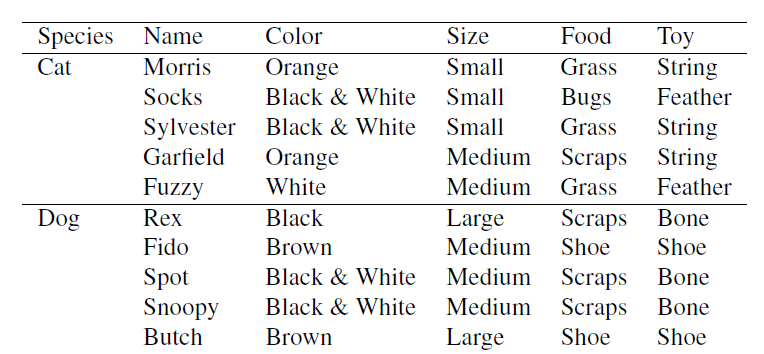 Species Name Color Size Food Toy
Cat Morris Orange Small Grass String
Socks Black & White Small Bugs Feather
Sylvester Black & White Small Grass String
Garfield Orange Medium Scraps String
Fuzzy White Medium Grass Feather
Dog Rex Black Large Scraps Bone
Fido Brown Medium Shoe Shoe
Spot Black & White Medium Scraps Bone
Snoopy Black & White Medium Scraps Bone
Butch Brown Large Shoe Shoe